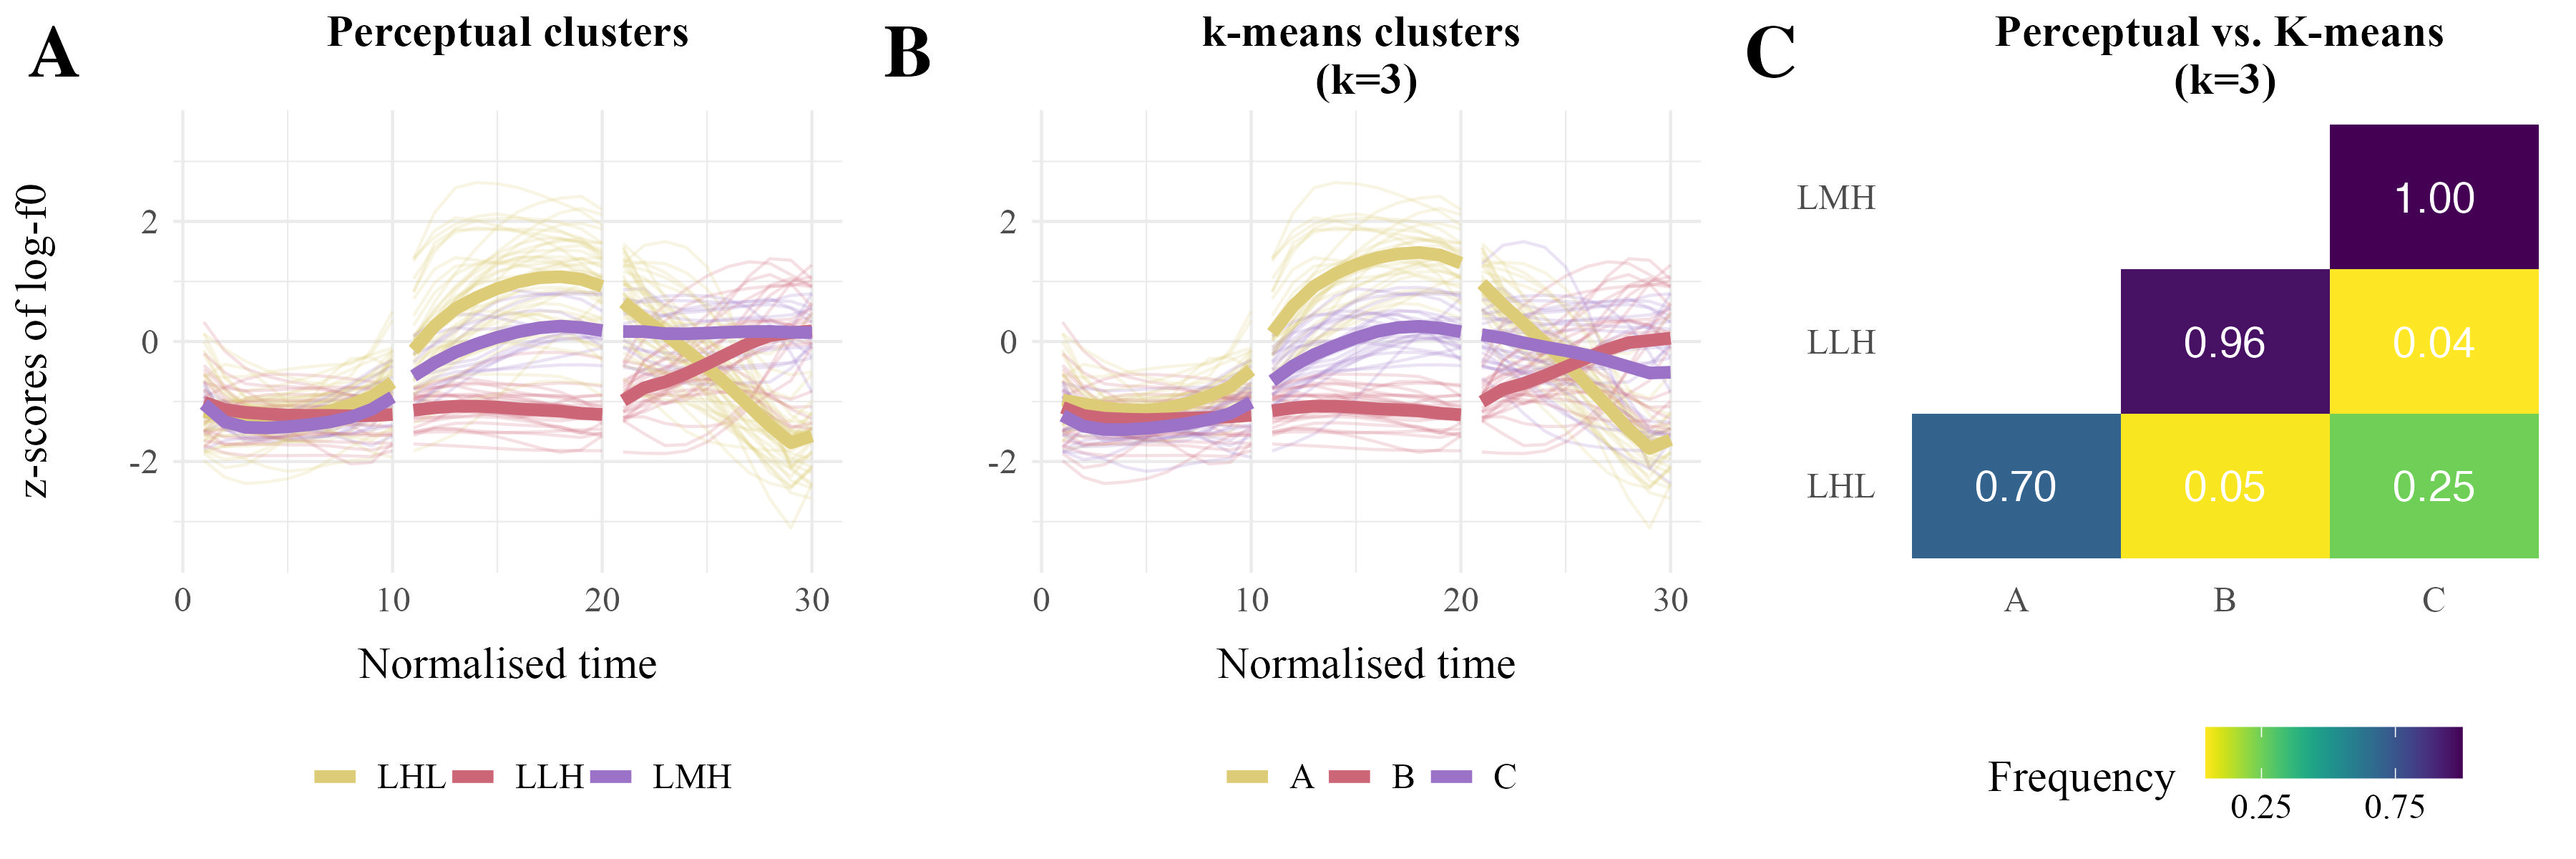 A
Perceptual clusters
z-scores of log-f0
2
0
-2
0 10 20 30
Normalised time
LHL LLH LMH
B
k-means clusters
(k=3)
2
0
-2
0 10 20 30
Normalised time
A B C
C
Perceptual vs. K-means
(k=3)
LMH 1.00
LLH 0.96 0.04
LHL 0.70 0.05 0.25
A B C
Frequency
0.25 0.75